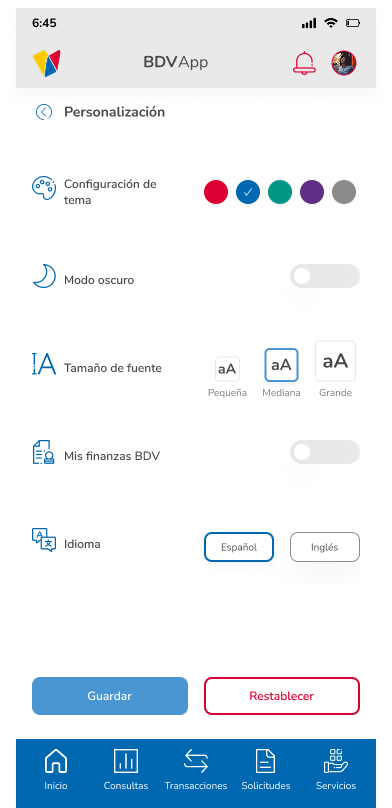 6:45
BDVApp
Personalización
Configuración de
tema
Modo oscuro
Tamaño de fuente
aA
aA
aA
Pequeña
Mediana
Grande
Mis finanzas BDV
A
文
Idioma
Español
Inglés
Guardar
Restablecer
Inicio
Consultas
Transacciones
Solicitudes
Servicios